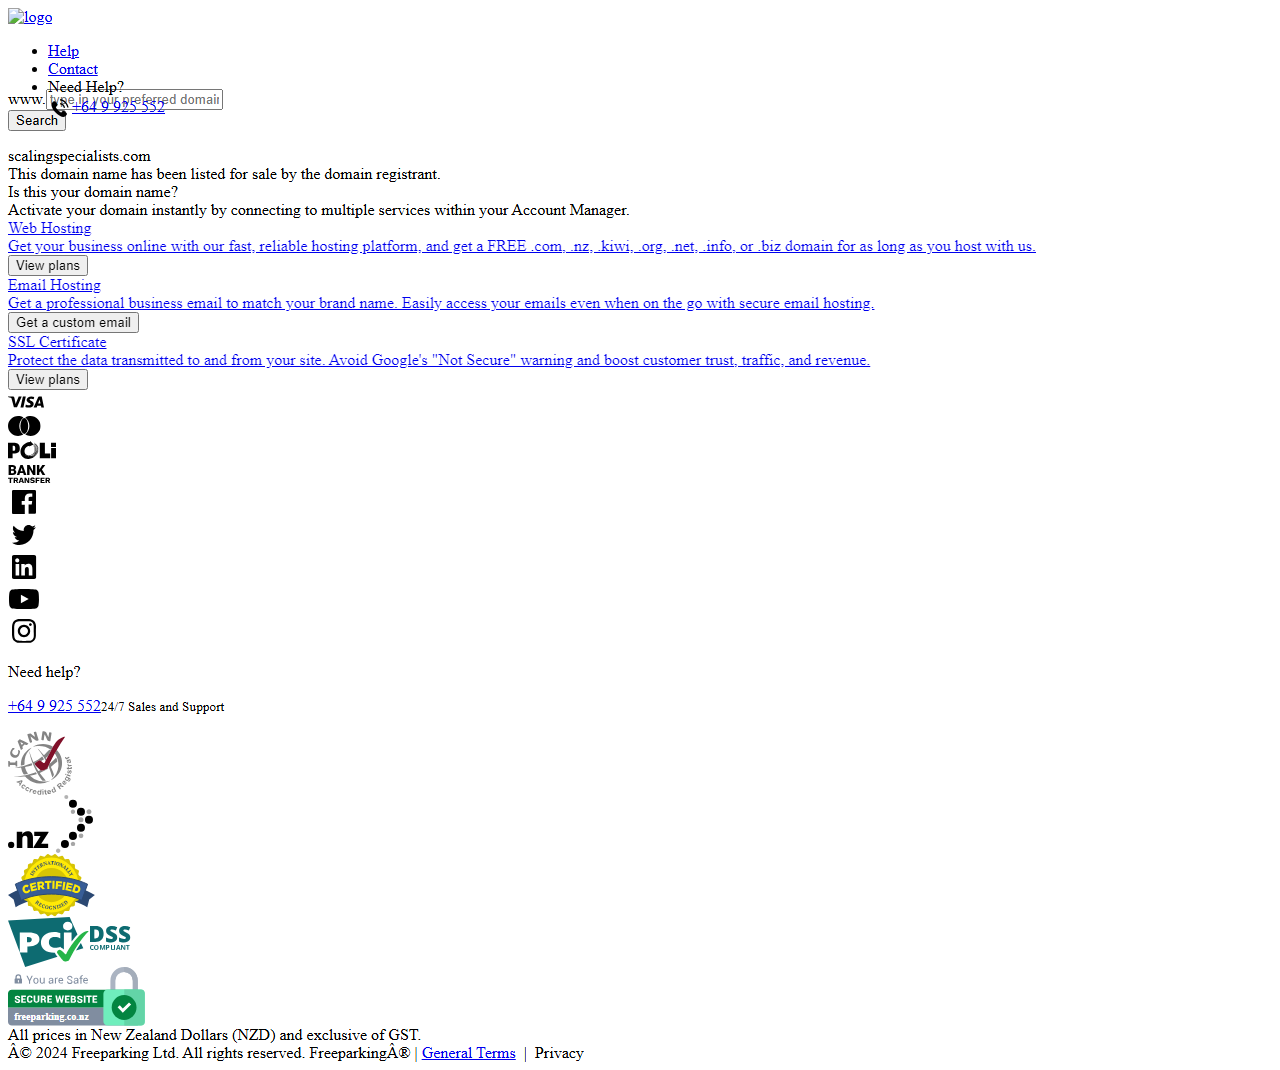 logo
Help
Contact
Need Help?
www.
type in your preferred domain
+64 9 925 552
Search
scalingspecialists.com
This domain name has been listed for sale by the domain registrant.
Is this your domain name?
Activate your domain instantly by connecting to multiple services within your Account Manager.
Web Hosting
Get your business online with our fast, reliable hosting platform, and get a FREE .com, .nz, .kiwi, .org, .net, .info, or .biz domain for as long as you host with us.
View plans
Email Hosting
Get a professional business email to match your brand name. Easily access your emails even when on the go with secure email hosting.
Get a custom email
SSL Certificate
Protect the data transmitted to and from your site. Avoid Google's "Not Secure" warning and boost customer trust, traffic, and revenue.
View plans
VISA
POLi
BANK
TRANSFER
Need help?
+64 9 925 552 24/7 Sales and Support
ICANN
Accredited Registrar
.nz
INTERNATIONALLY
CERTIFIED
RECOGNIZED
PCi DSS
COMPLIANT
You are Safe
SECURE WEBSITE
freeparking.co.nz
All prices in New Zealand Dollars (NZD) and exclusive of GST.
Â© 2024 Freeparking Ltd. All rights reserved. FreeparkingÂ® | General Terms | Privacy